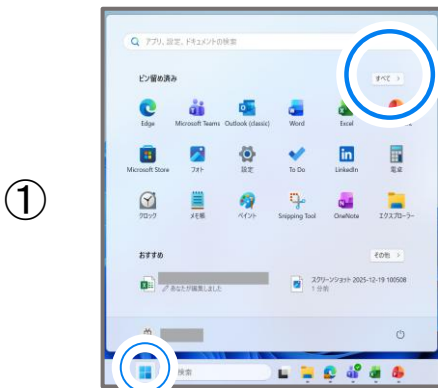 ①
アプリ、設定、ドキュメントの検索
ピン留め済み
すべて >
Edge
Microsoft Teams
Outlook (classic)
Word
Excel
Microsoft Store
フォト
設定
To Do
LinkedIn
電卓
クロック
メモ帳
ペイント
Snipping Tool
OneNote
エクスプローラー
おすすめ
その他 >
あなたが編集しました
スクリーンショット 2025-12-19 100508
1 分前
検索